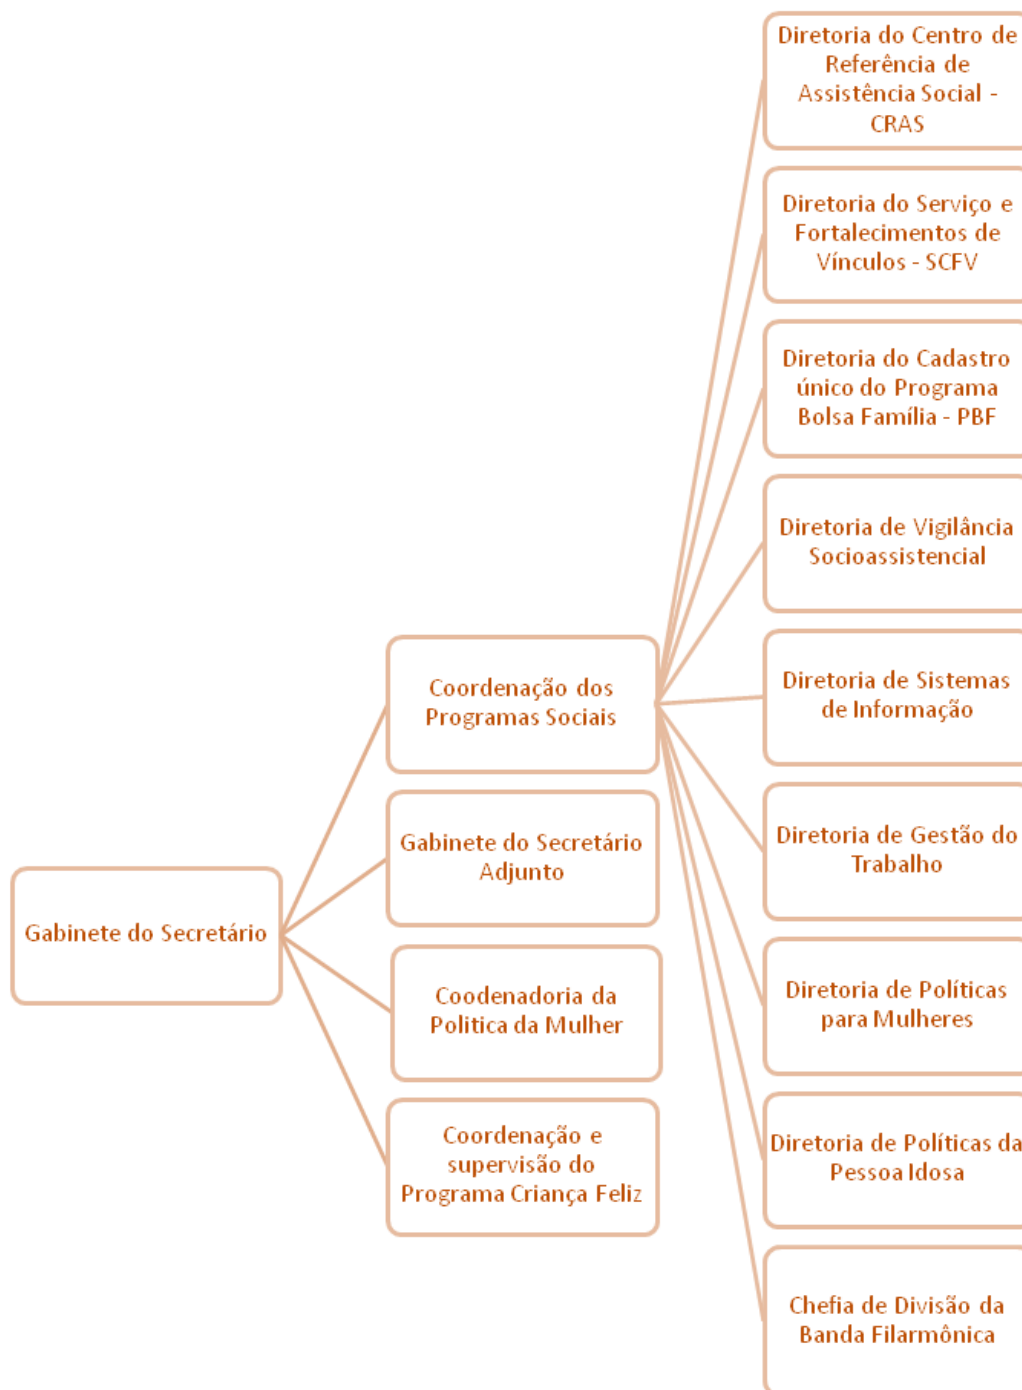 Gabinete do Secretário
Coordenação dos
Programas Sociais
Gabinete do Secretário
Adjunto
Coodenadoria da
Politica da Mulher
Coordenação e
supervisão do
Programa Criança Feliz
Diretoria do Centro de
Referência de
Assistência Social -
CRAS
Diretoria do Serviço e
Fortalecimentos de
Vínculos - SCFV
Diretoria do Cadastro
único do Programa
Bolsa Família - PBF
Diretoria de Vigilância
Socioassistencial
Diretoria de Sistemas
de Informação
Diretoria de Gestão do
Trabalho
Diretoria de Políticas
para Mulheres
Diretoria de Políticas da
Pessoa Idosa
Chefia de Divisão da
Banda Filarmônica